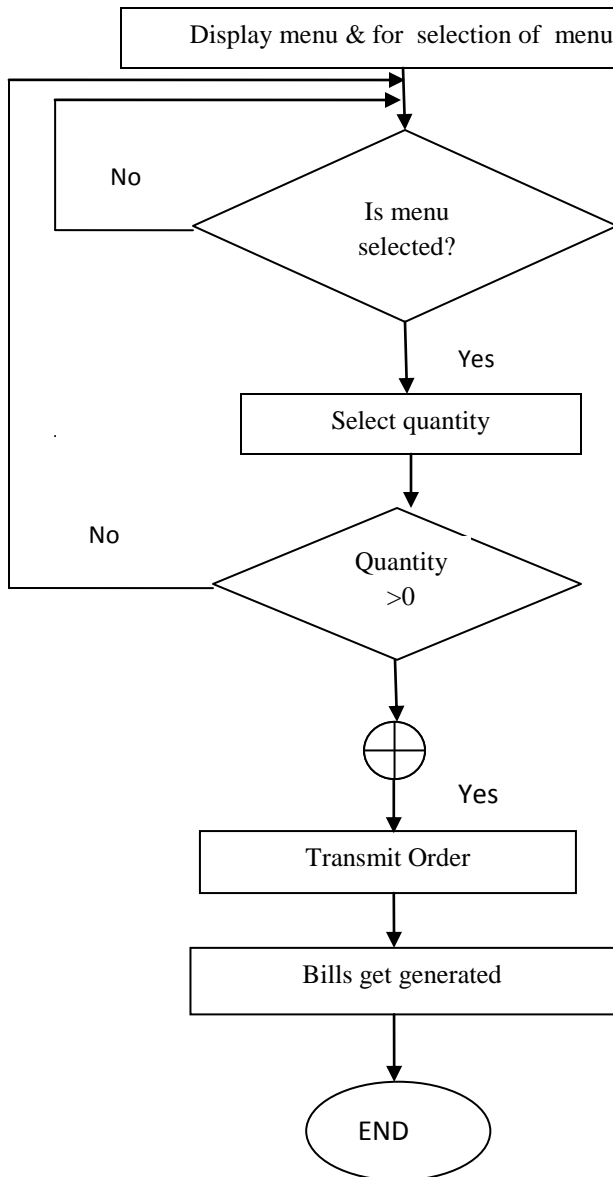 Display menu & for selection of menu
No
Is menu
selected?
Yes
Select quantity
No
Quantity
>0
Yes
Transmit Order
Bills get generated
END